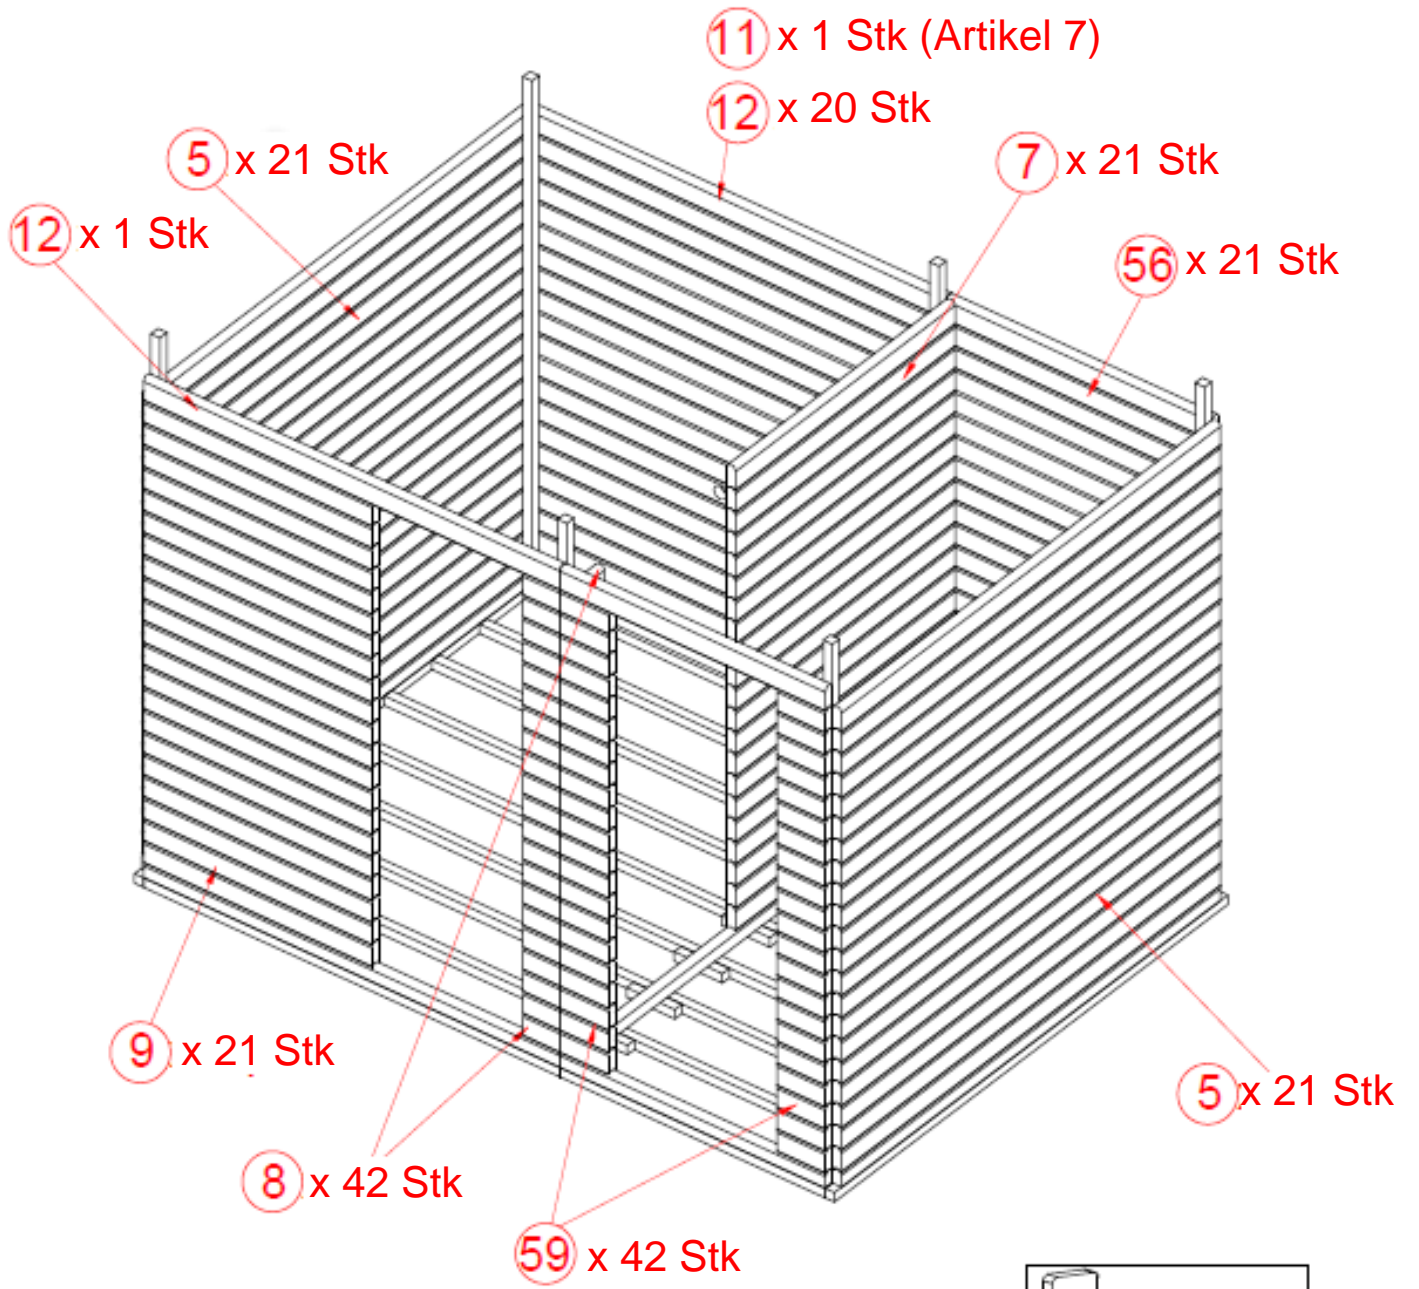 11 x 1 Stk (Artikel 7)
12 x 20 Stk
5 x 21 Stk
7 x 21 Stk
12 x 1 Stk
56 x 21 Stk
9 x 21 Stk
5 x 21 Stk
8 x 42 Stk
59 x 42 Stk